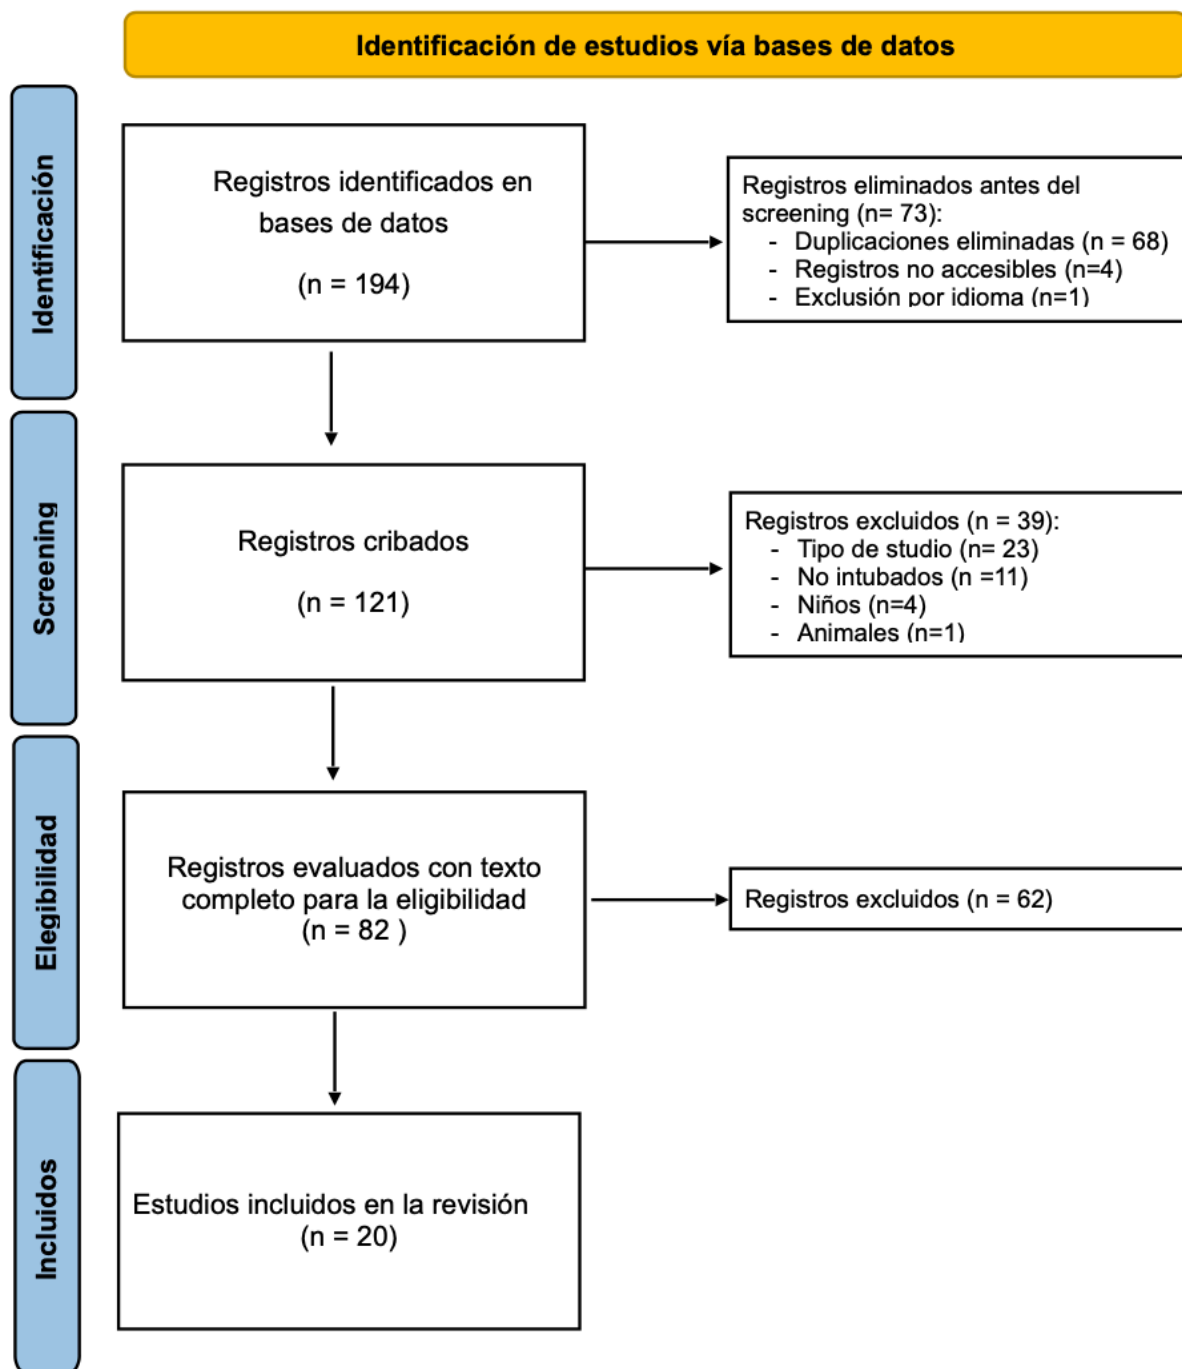 Identificación de estudios vía bases de datos
Identificación
Registros identificados en
bases de datos
(n = 194)
Registros eliminados antes del
screening (n= 73):
- Duplicaciones eliminadas (n = 68)
- Registros no accesibles (n=4)
- Exclusión por idioma (n=1)
Screening
Registros cribados
(n = 121)
Registros excluidos (n = 39):
- Tipo de studio (n= 23)
- No intubados (n =11)
- Niños (n=4)
- Animales (n=1)
Elegibilidad
Registros evaluados con texto
completo para la eligibilidad
(n = 82 )
Registros excluidos (n = 62)
Incluidos
Estudios incluidos en la revisión
(n = 20)